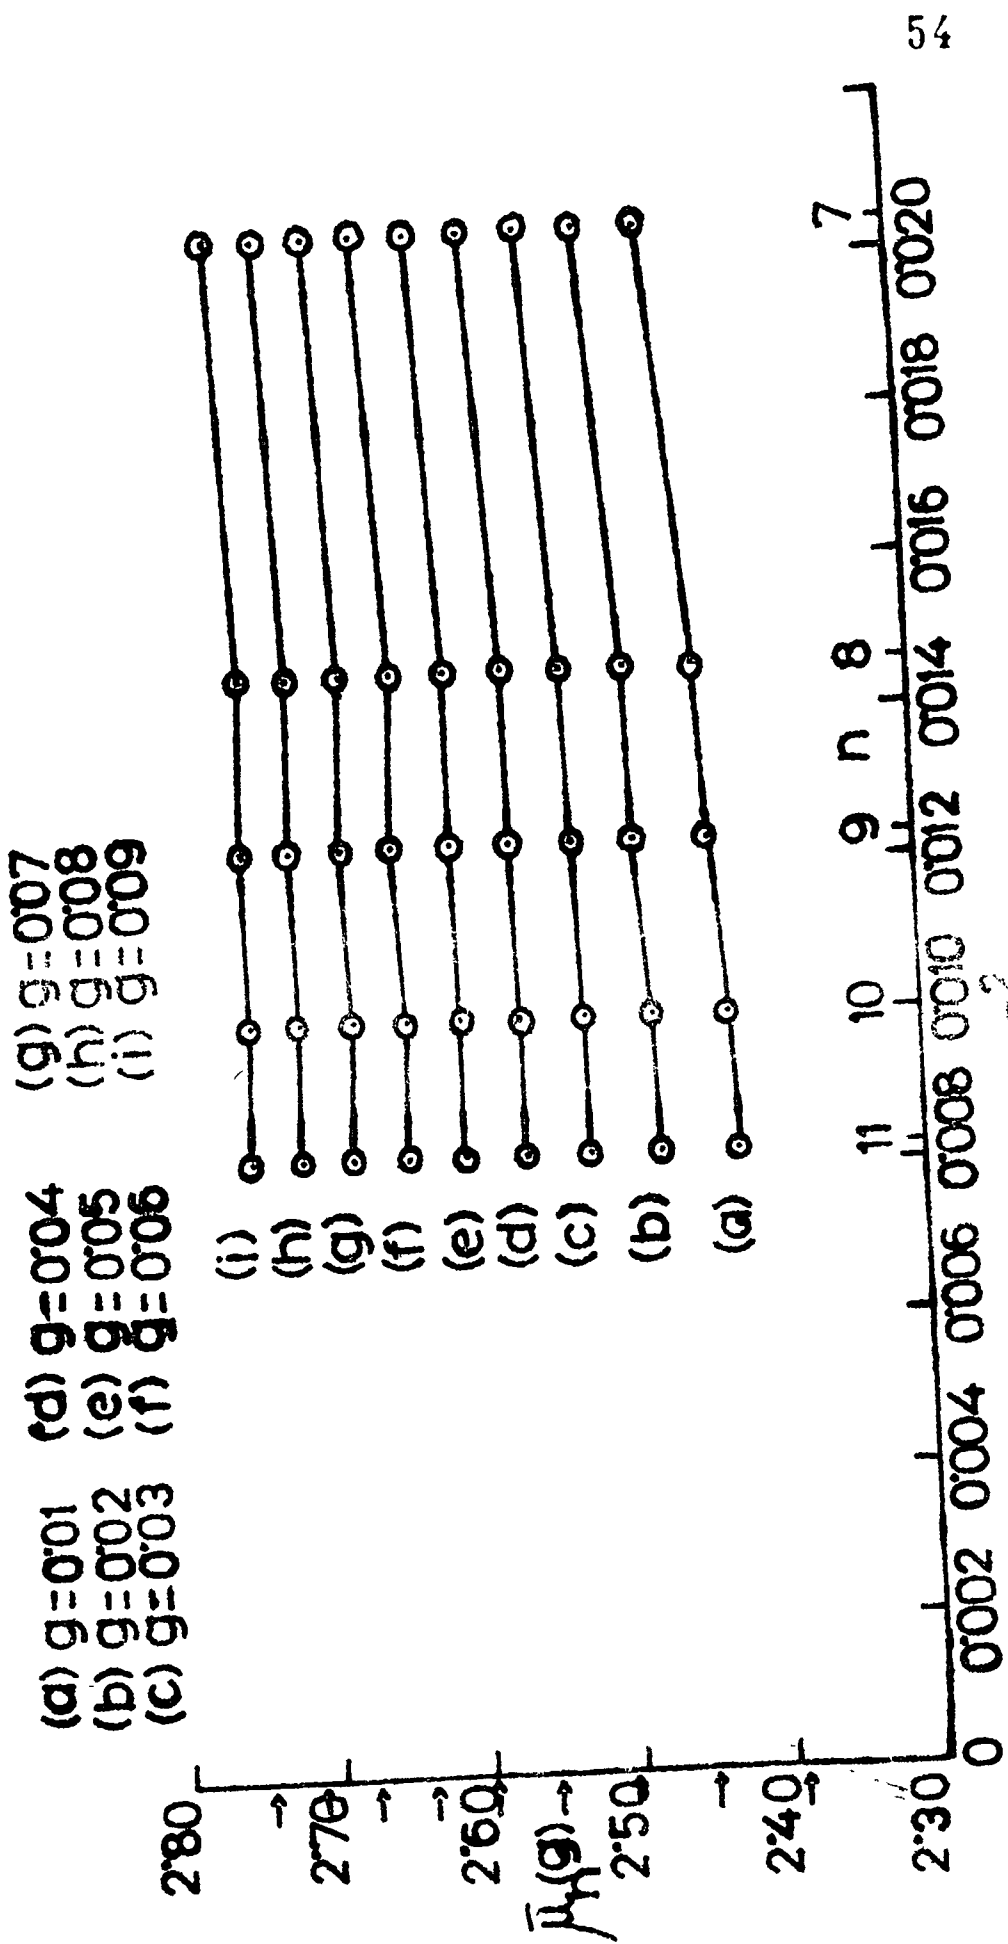 54
(a) g=0·01
(b) g=0·02
(c) g=0·03
(d) g=0·04
(e) g=0·05
(f) g=0·06
(g) g=0·07
(h) g=0·08
(i) g=0·09
2·80
2·70
2·60
μ̄n(g)
2·50
2·40
2·30
(i)
(h)
(g)
(f)
(e)
(d)
(c)
(b)
(a)
11 10 9 n 8 7
0 0·002 0·004 0·006 0·008 0·010 0·012 0·014 0·016 0·018 0·020